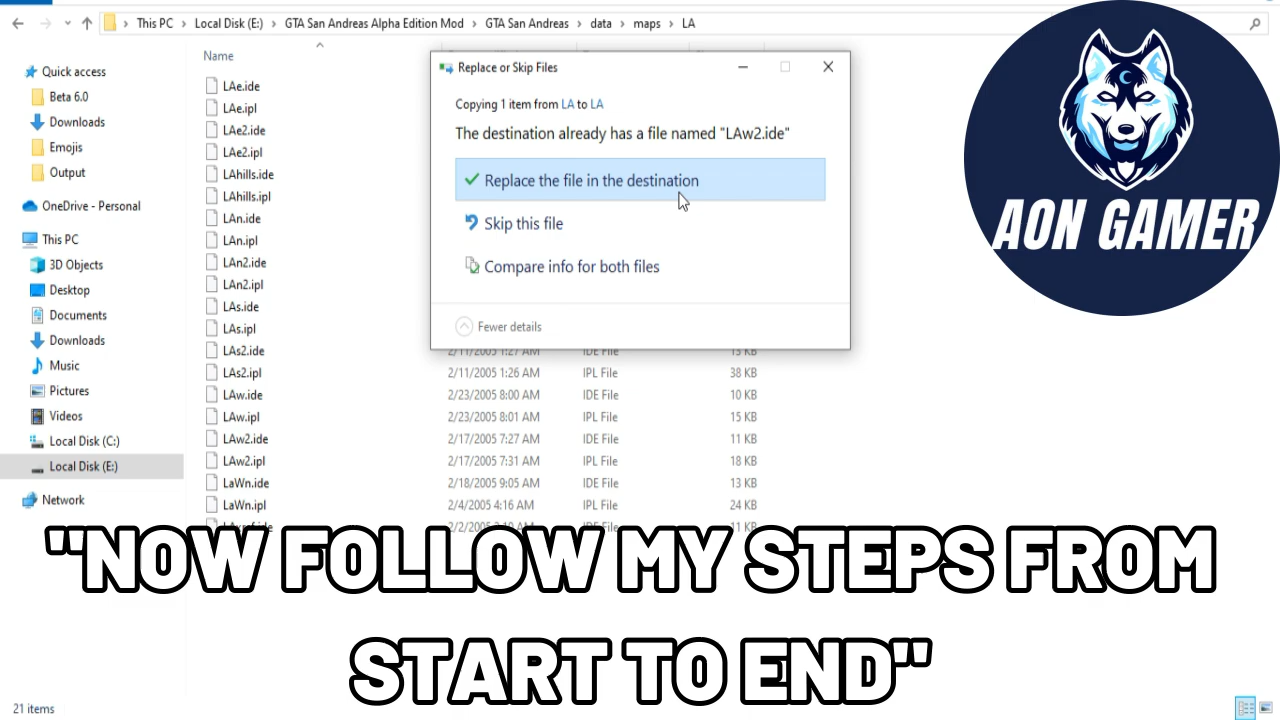 This PC > Local Disk (E:) > GTA San Andreas Alpha Edition Mod > GTA San Andreas > data > maps > LA
Quick access
Beta 6.0
Downloads
Emojis
Output
OneDrive - Personal
This PC
3D Objects
Desktop
Documents
Downloads
Music
Pictures
Videos
Local Disk (C:)
Local Disk (E:)
Network
Name
LAe.ide
LAe.ipl
LAe2.ide
LAe2.ipl
LAhills.ide
LAhills.ipl
LAn.ide
LAn.ipl
LAn2.ide
LAn2.ipl
LAs.ide
LAs.ipl
LAs2.ide 2/11/2005 1:27 AM IDE File 13 KB
LAs2.ipl 2/11/2005 1:26 AM IPL File 38 KB
LAw.ide 2/23/2005 8:00 AM IDE File 10 KB
LAw.ipl 2/23/2005 8:01 AM IPL File 15 KB
LAw2.ide 2/17/2005 7:27 AM IDE File 11 KB
LAw2.ipl 2/17/2005 7:31 AM IPL File 18 KB
LaWn.ide 2/18/2005 9:05 AM IDE File 13 KB
LaWn.ipl 2/4/2005 4:16 AM IPL File 24 KB
Replace or Skip Files
Copying 1 item from LA to LA
The destination already has a file named "LAw2.ide"
Replace the file in the destination
Skip this file
Compare info for both files
Fewer details
AON GAMER
"NOW FOLLOW MY STEPS FROM
START TO END"
21 items